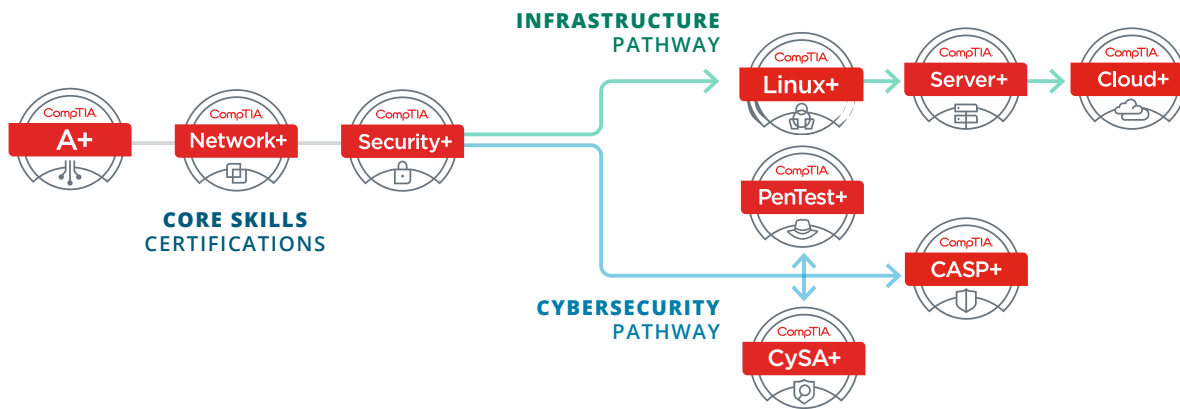 INFRASTRUCTURE
PATHWAY
CompTIA.
Linux+
CompTIA.
Server+
CompTIA.
Cloud+
CompTIA.
A+
CompTIA.
Network+
CompTIA.
Security+
CORE SKILLS
CERTIFICATIONS
CompTIA.
PenTest+
CompTIA.
CASP+
CYBERSECURITY
PATHWAY
CompTIA.
CySA+